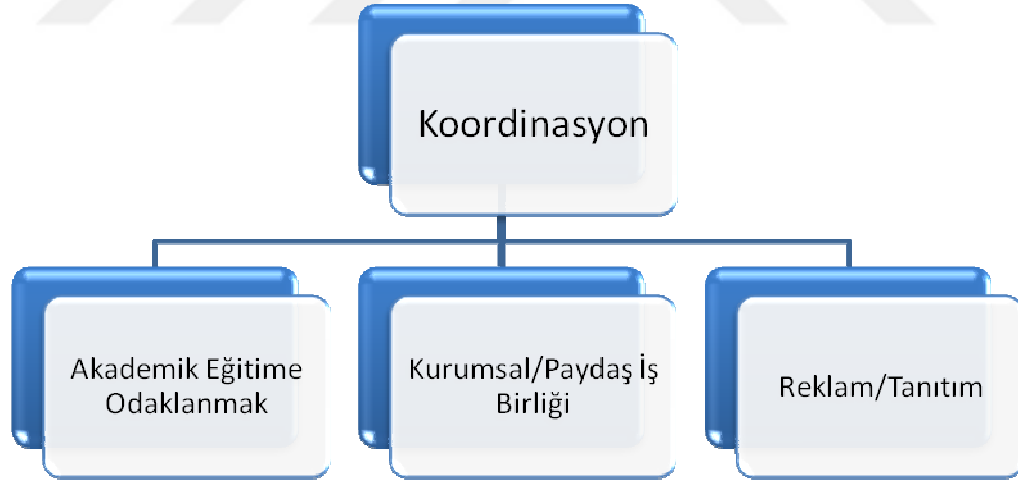 Koordinasyon
Akademik Eğitime
Odaklanmak
Kurumsal/Paydaş İş
Birliği
Reklam/Tanıtım